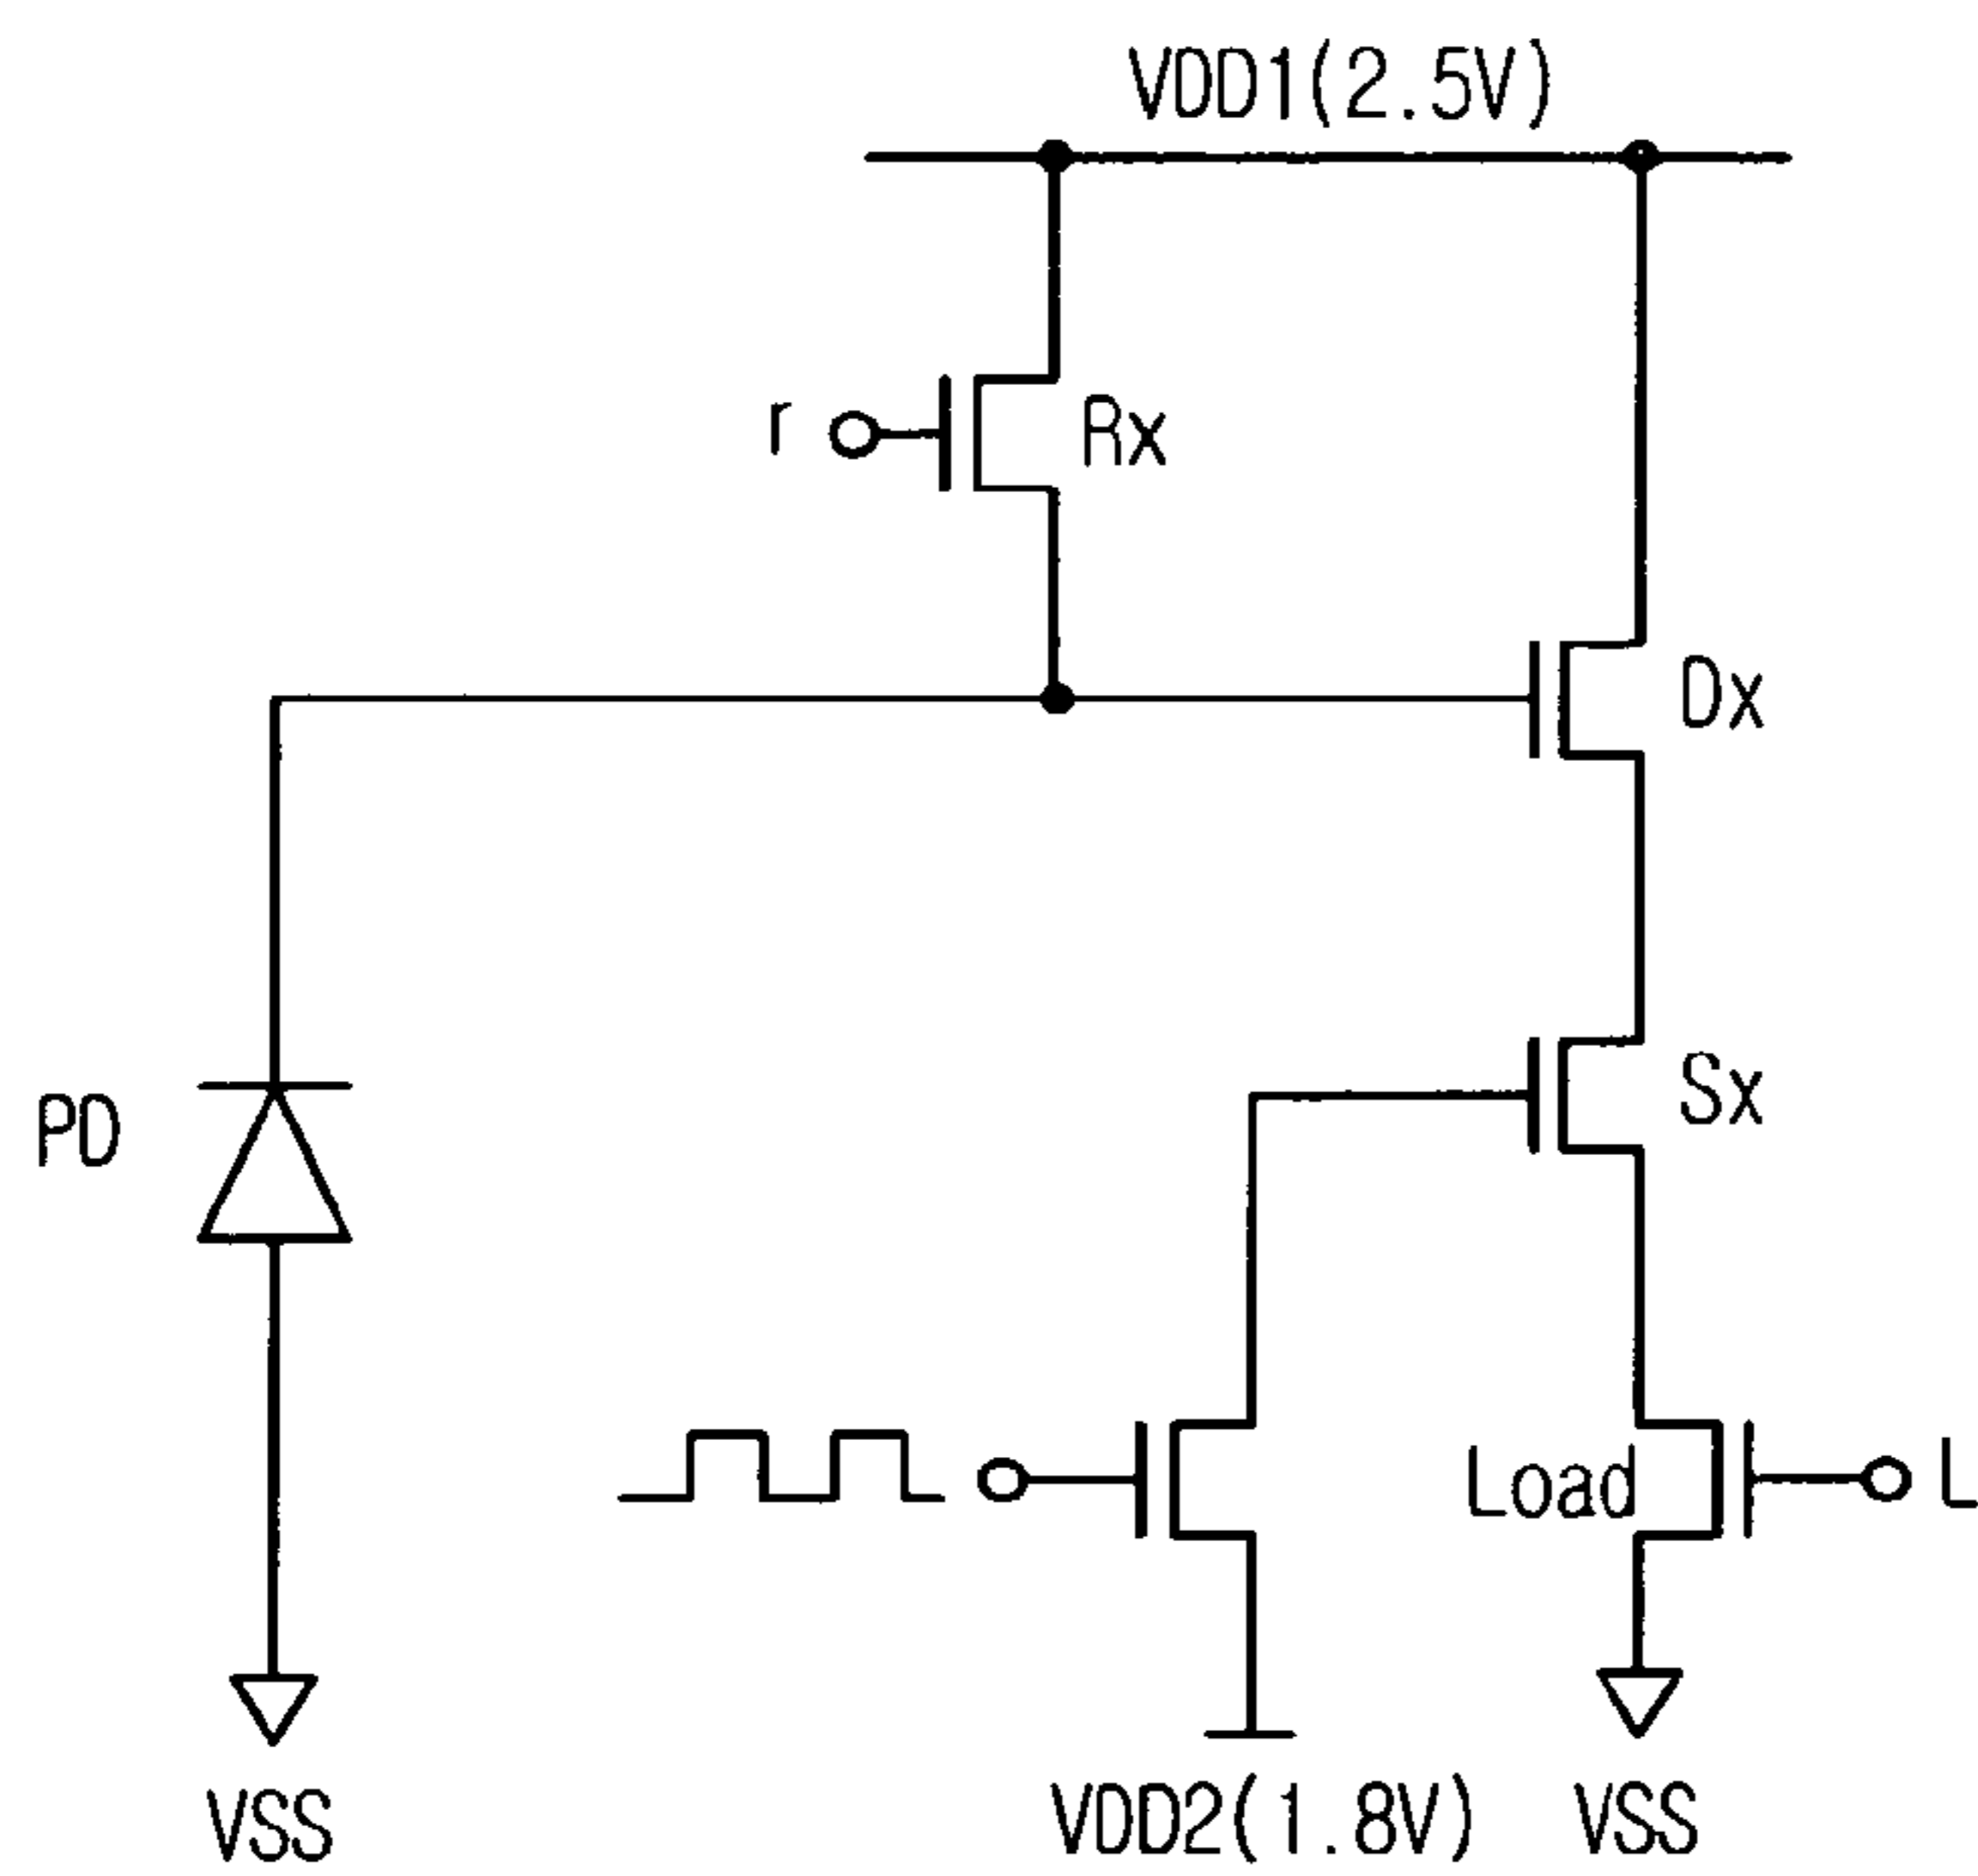 VDD1(2.5V)
r
Rx
Dx
Sx
PD
Load
L
VSS
VDD2(1.8V)
VSS